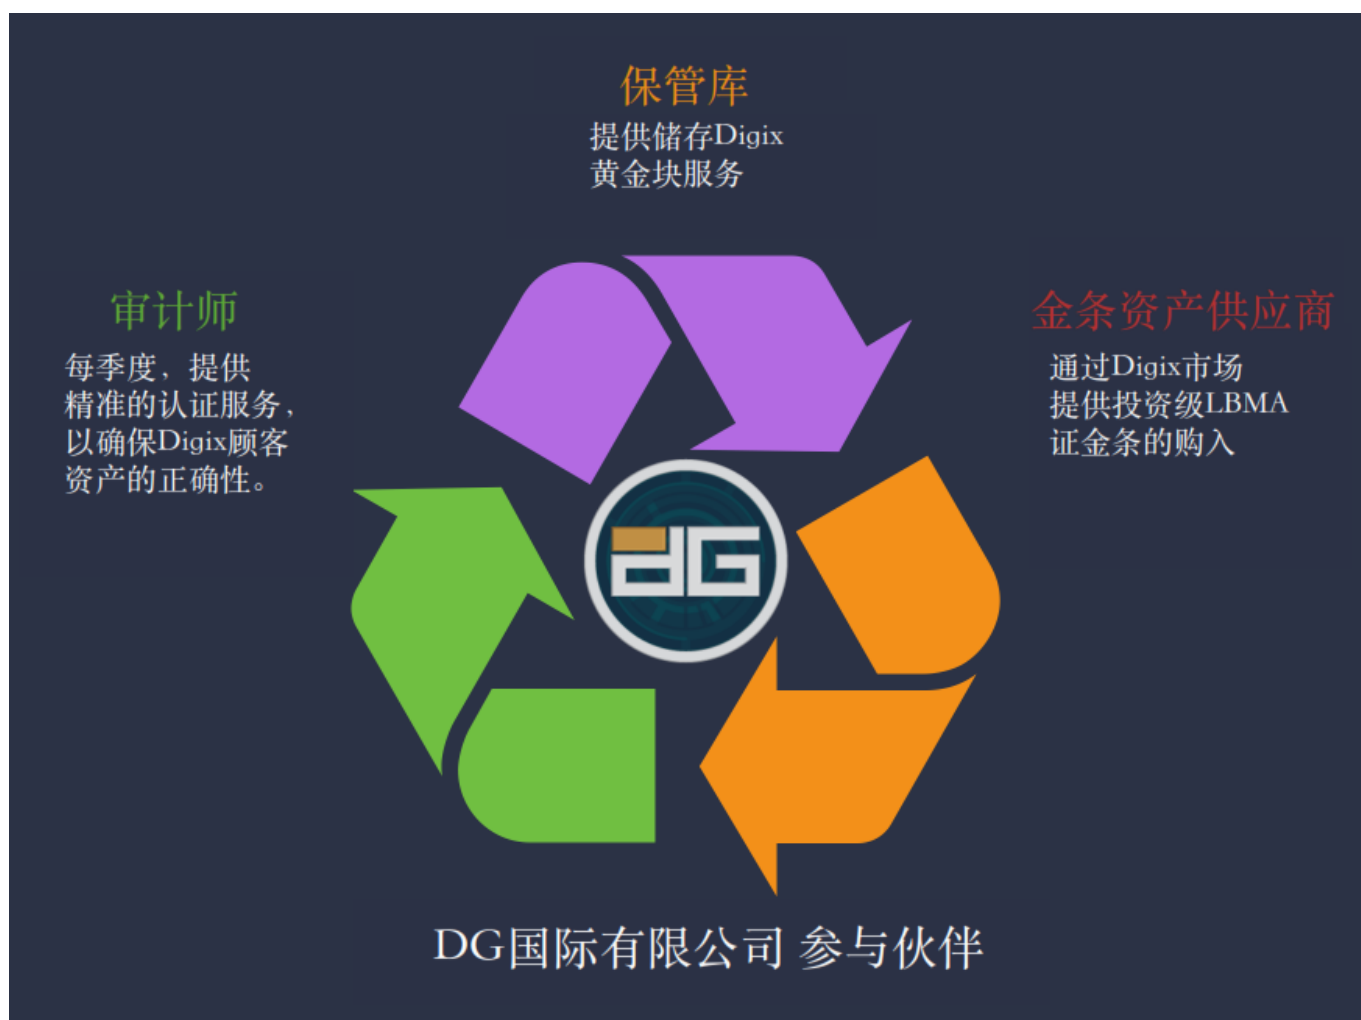 保管库
提供储存Digix
黄金块服务
审计师
每季度，提供
精准的认证服务，
以确保Digix顾客
资产的正确性。
金条资产供应商
通过Digix市场
提供投资级LBMA
证金条的购入
DG
DG国际有限公司 参与伙伴